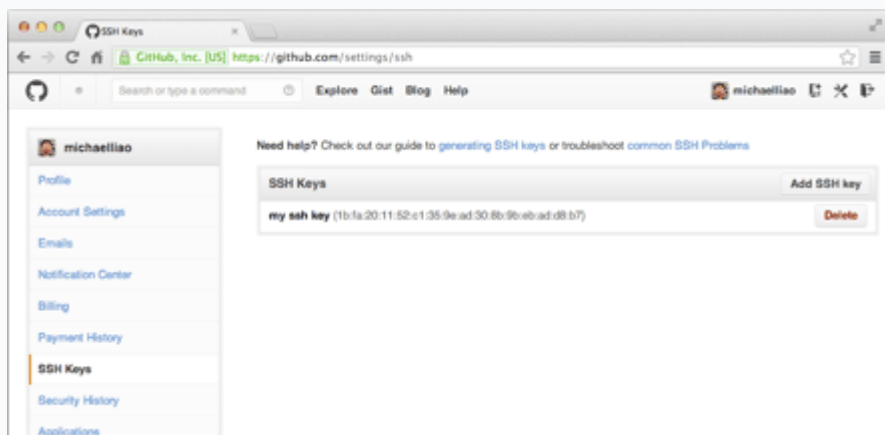 SSH Keys
GitHub, Inc. [US] https://github.com/settings/ssh
Search or type a command
Explore Gist Blog Help
michaelliao
michaelliao
Need help? Check out our guide to generating SSH keys or troubleshoot common SSH Problems
Profile
SSH Keys
Add SSH key
Account Settings
my ssh key (1b:fa:20:11:52:c1:35:9e:ad:30:8b:9b:eb:ad:d8:b7)
Delete
Emails
Notification Center
Billing
Payment History
SSH Keys
Security History
Applications